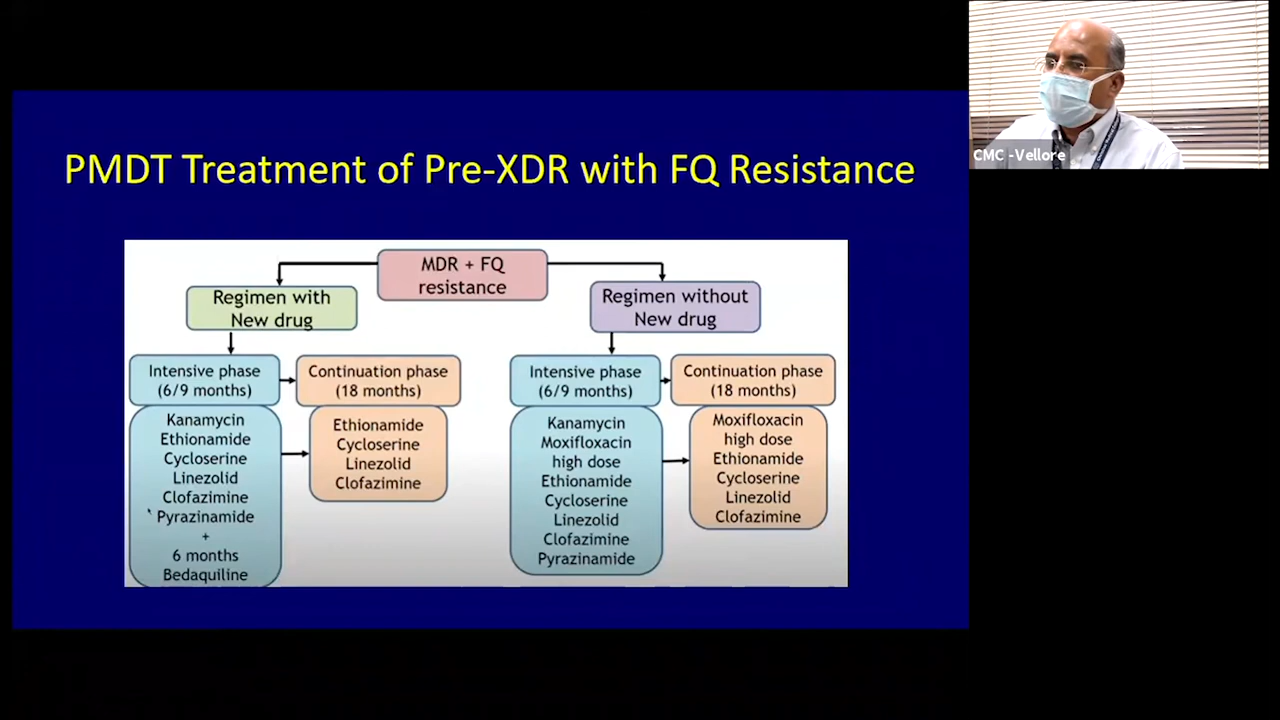 CMC -Vellore
PMDT Treatment of Pre-XDR with FQ Resistance
MDR + FQ
resistance
Regimen with
New drug
Intensive phase
(6/9 months)
Continuation phase
(18 months)
Kanamycin
Ethionamide
Cycloserine
Linezolid
Clofazimine
Pyrazinamide
+
6 months
Bedaquiline
Ethionamide
Cycloserine
Linezolid
Clofazimine
Regimen without
New drug
Intensive phase
(6/9 months)
Continuation phase
(18 months)
Kanamycin
Moxifloxacin
high dose
Ethionamide
Cycloserine
Linezolid
Clofazimine
Pyrazinamide
Moxifloxacin
high dose
Ethionamide
Cycloserine
Linezolid
Clofazimine